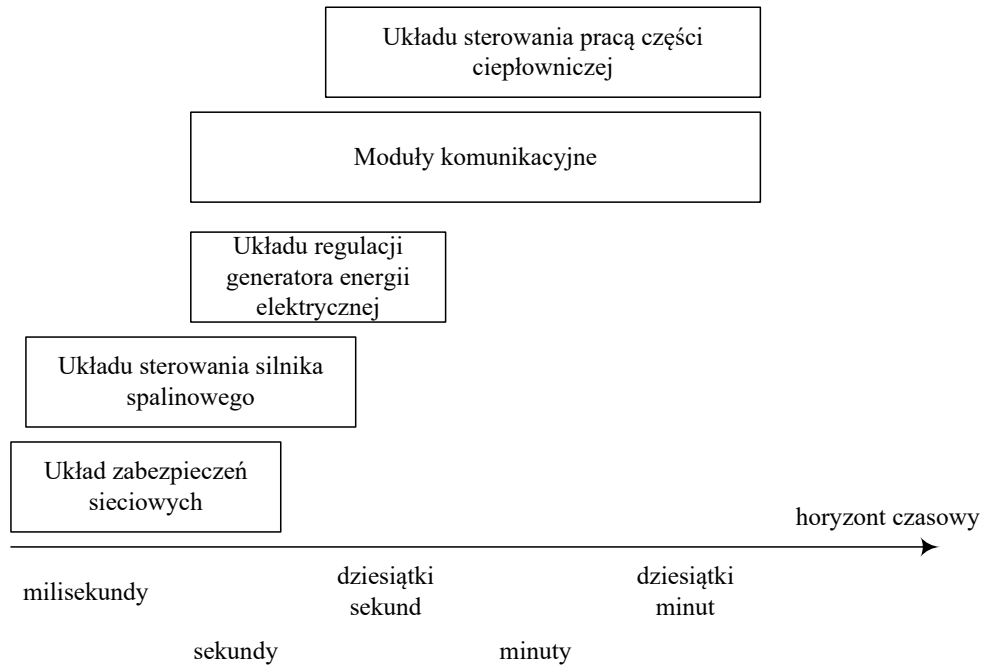 Układu sterowania pracą części
ciepłowniczej
Moduły komunikacyjne
Układu regulacji
generatora energii
elektrycznej
Układu sterowania silnika
spalinowego
Układ zabezpieczeń
sieciowych
horyzont czasowy
milisekundy
sekundy
dziesiątki
sekund
minuty
dziesiątki
minut